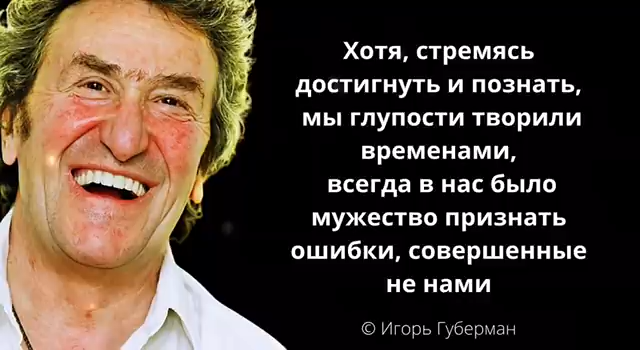 Хотя, стремясь
достигнуть и познать,
мы глупости творили
временами,
всегда в нас было
мужество признать
ошибки, совершенные
не нами
© Игорь Губерман